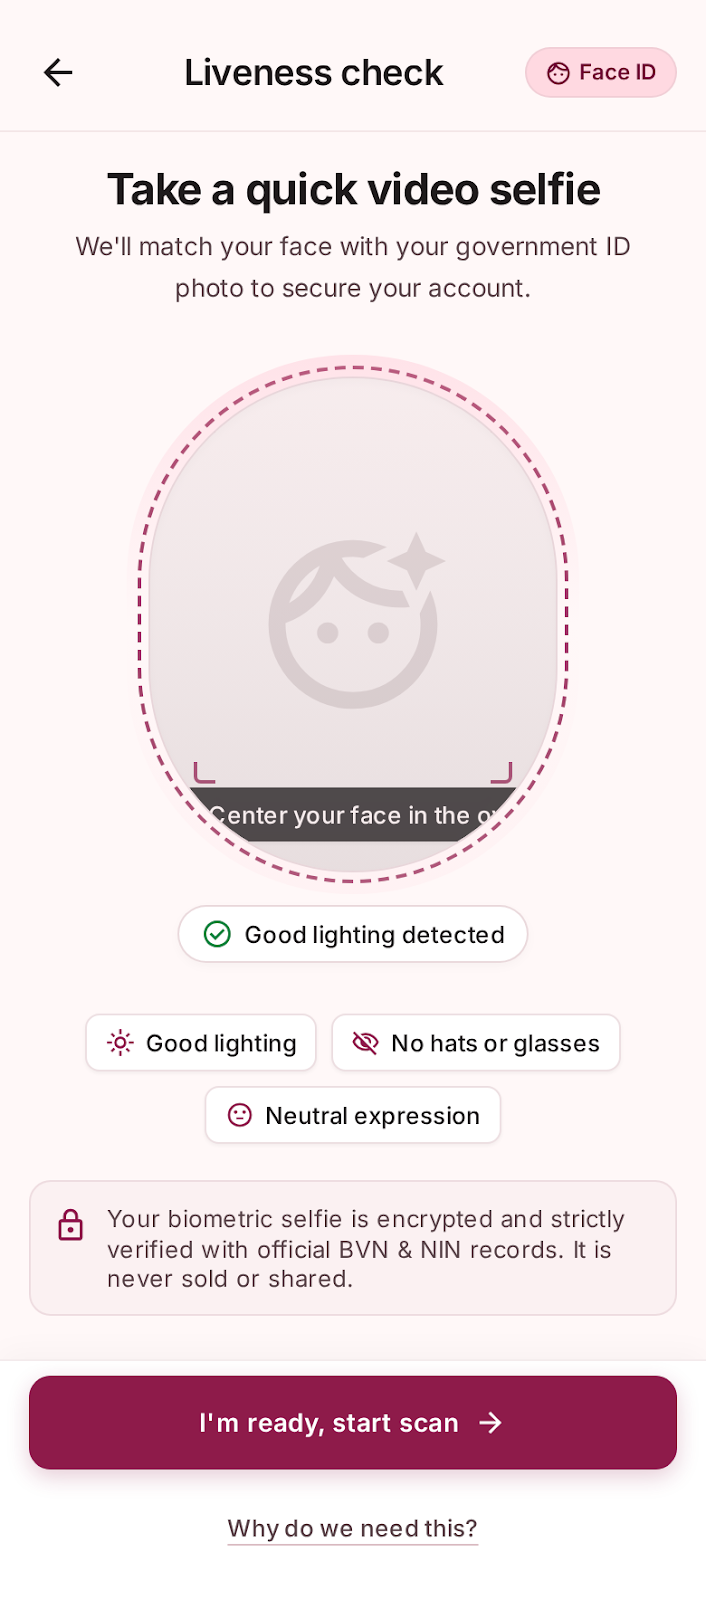 Liveness check
Face ID
Take a quick video selfie
We'll match your face with your government ID
photo to secure your account.
Center your face in the
Good lighting detected
Good lighting
No hats or glasses
Neutral expression
Your biometric selfie is encrypted and strictly
verified with official BVN & NIN records. It is
never sold or shared.
I'm ready, start scan
Why do we need this?